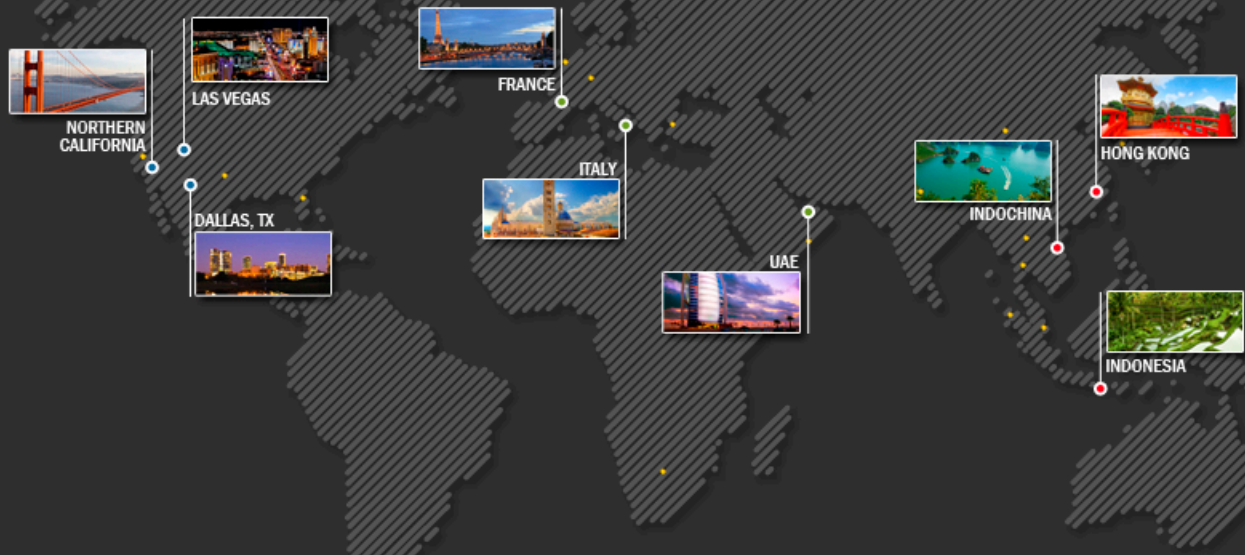 LAS VEGAS
FRANCE
NORTHERN
CALIFORNIA
HONG KONG
ITALY
INDOCHINA
DALLAS, TX
UAE
INDONESIA